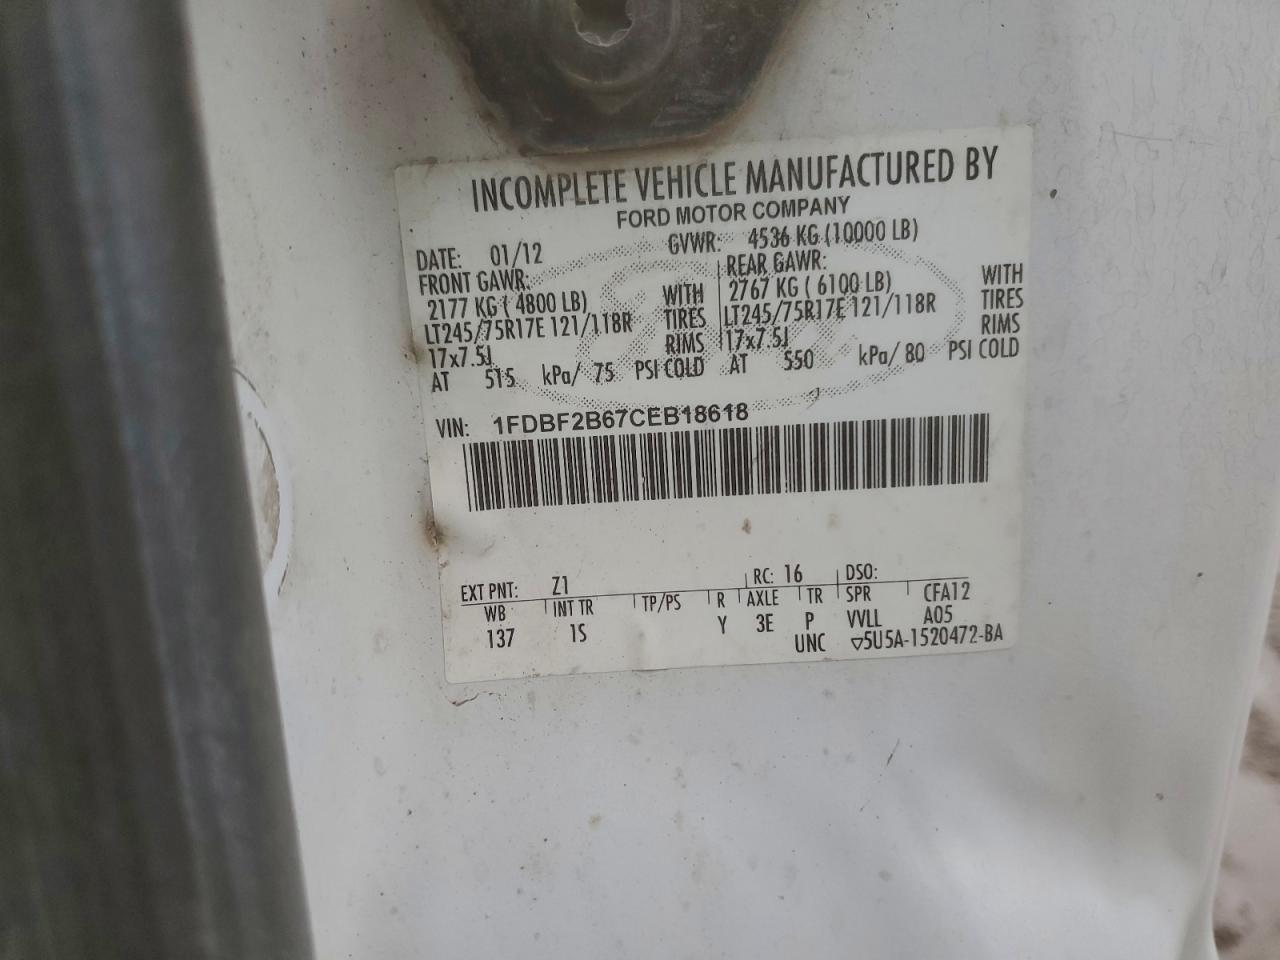 INCOMPLETE VEHICLE MANUFACTURED BY
FORD MOTOR COMPANY
DATE: 01/12 GVWR: 4536 KG (10000 LB)
FRONT GAWR: REAR GAWR:
2177 KG ( 4800 LB) WITH 2767 KG ( 6100 LB) WITH
LT245/75R17E 121/118R TIRES LT245/75R17E 121/118R TIRES
17x7.5J RIMS 17x7.5J RIMS
AT 515 kPa/ 75 PSI COLD AT 550 kPa/ 80 PSI COLD
VIN: 1FDBF2B67CEB18618
EXT PNT: Z1 RC: 16 DSO:
WB INT TR TP/PS R AXLE TR SPR CFA12
137 1S Y 3E P VVLL A05
UNC ▽5U5A-1520472-BA